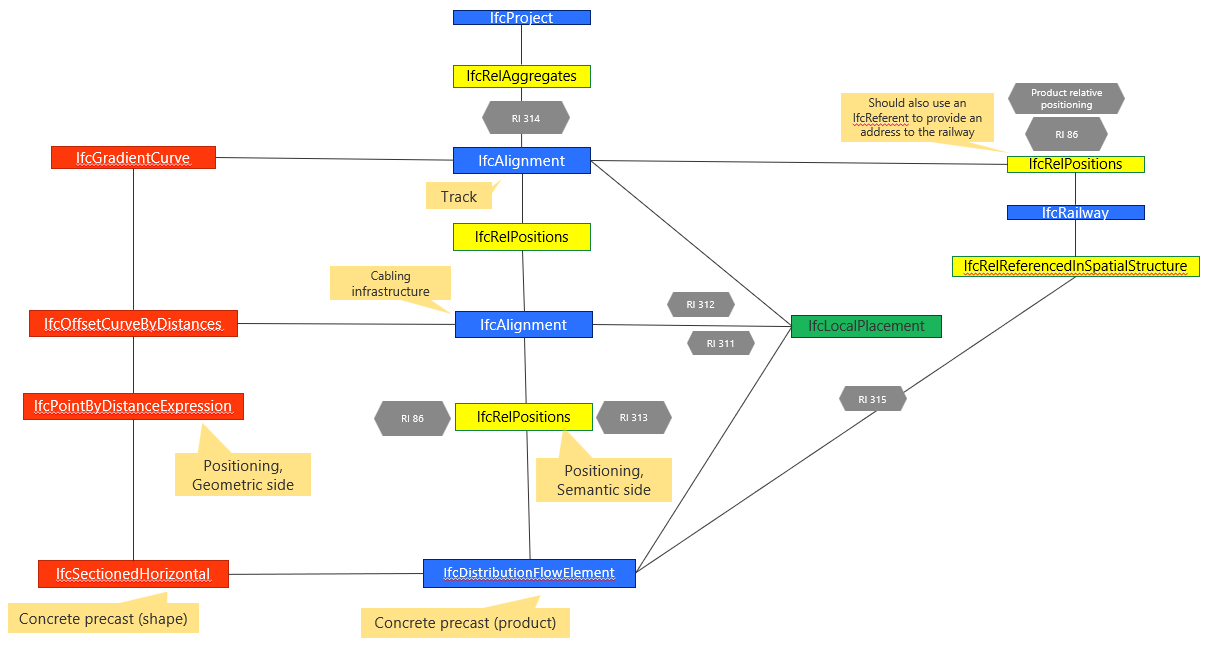 IfcProject
IfcRelAggregates
RI 314
Should also use an
IfcReferent to provide an
address to the railway
Product relative
positioning
RI 86
IfcGradientCurve
IfcAlignment
IfcRelPositions
Track
IfcRailway
IfcRelPositions
IfcRelReferencedInSpatialStructure
Cabling
infrastructure
RI 312
IfcOffsetCurveByDistances
IfcAlignment
IfcLocalPlacement
RI 311
RI 315
IfcPointByDistanceExpression
RI 86
IfcRelPositions
RI 313
Positioning,
Geometric side
Positioning,
Semantic side
IfcSectionedHorizontal
IfcDistributionFlowElement
Concrete precast (shape)
Concrete precast (product)